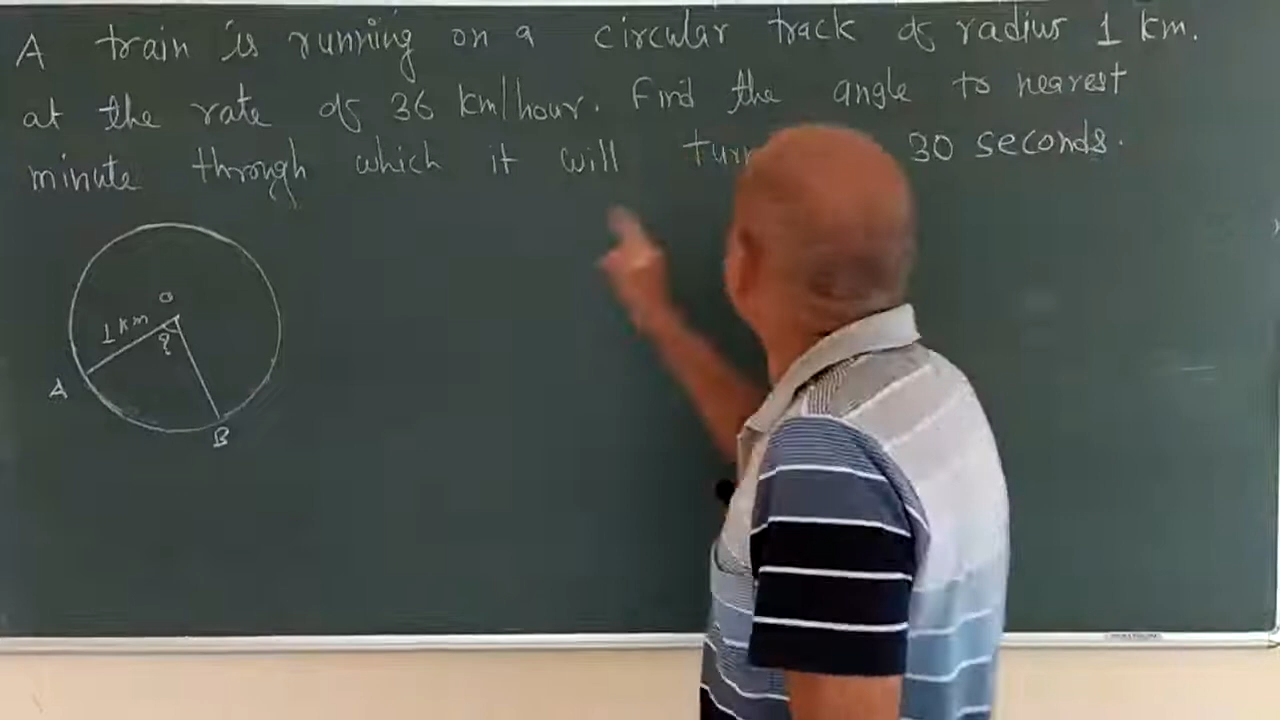 A train is running on a circular track of radius 1 km.
at the rate of 36 km/hour. Find the angle to nearest
minute through which it will 30 seconds.
O
1 km
?
A
B